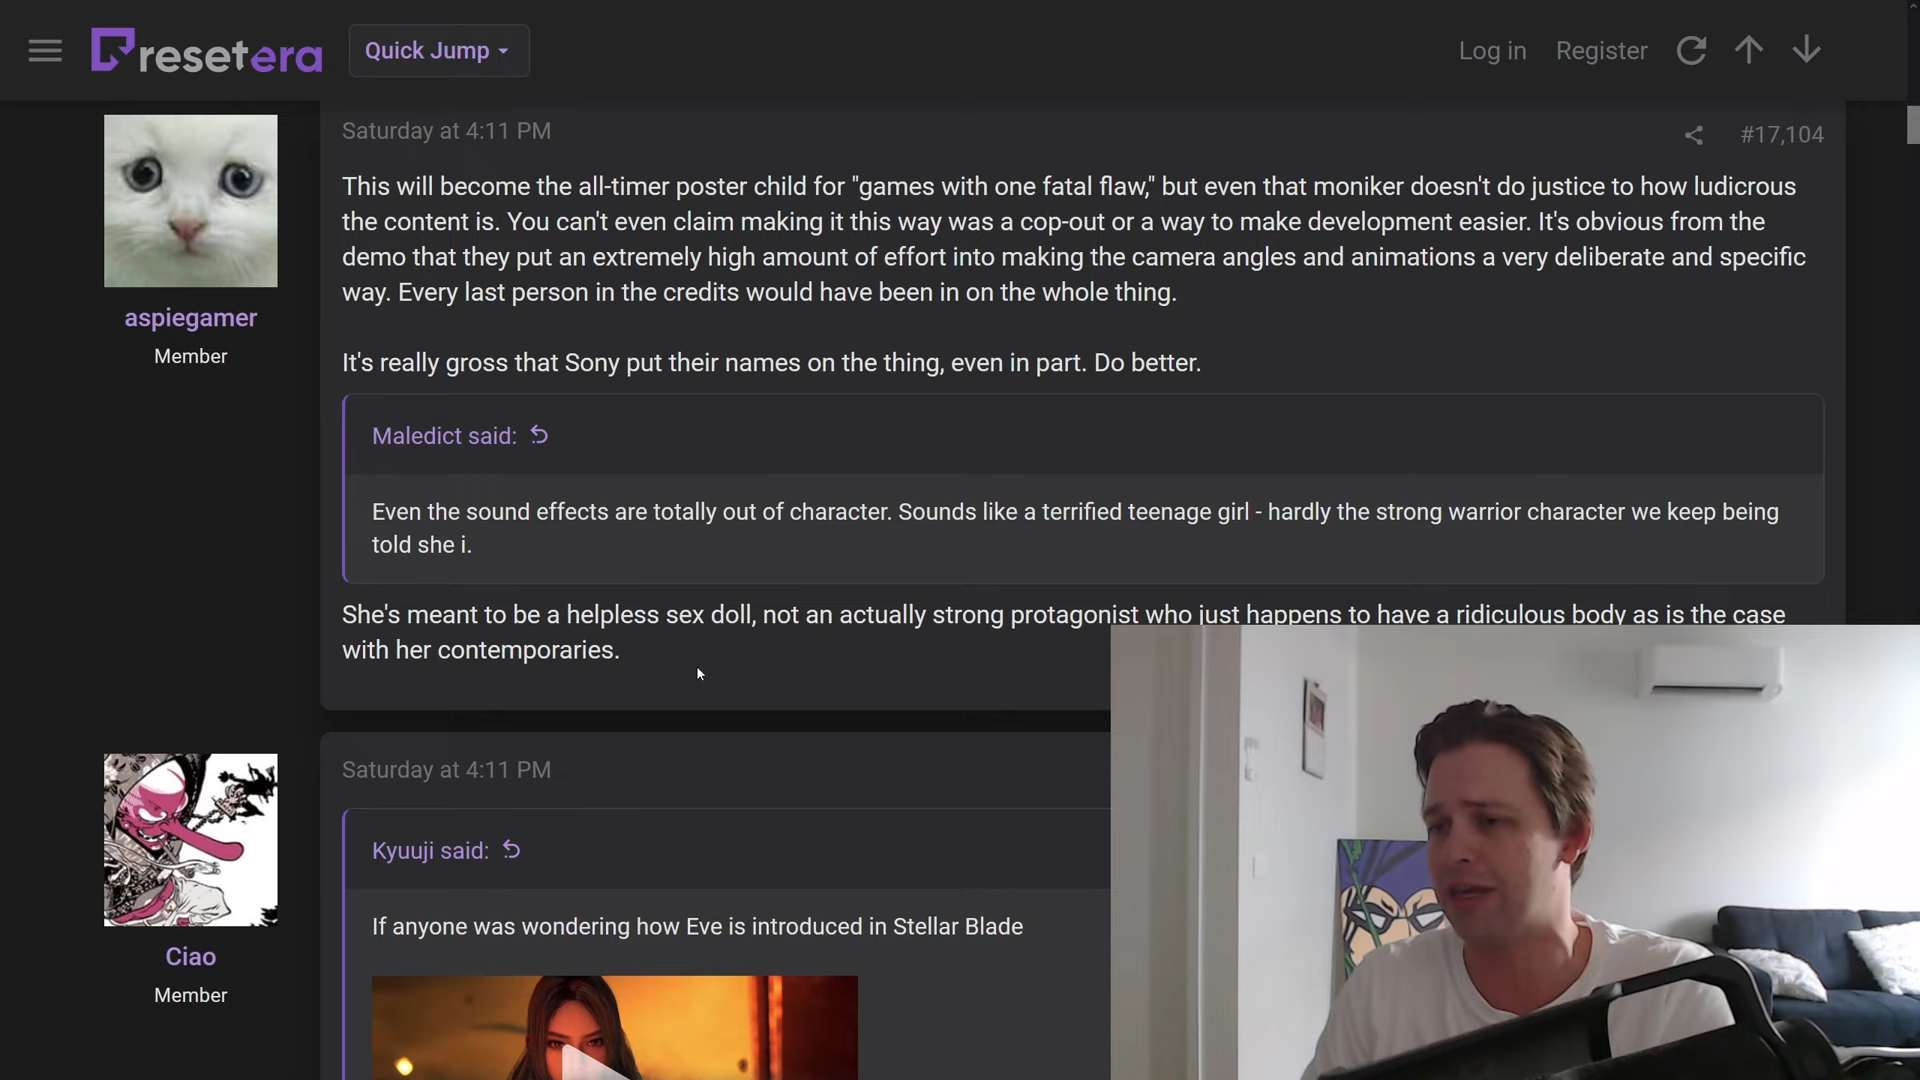 resetera
Quick Jump
Log in
Register
Saturday at 4:11 PM
#17,104
This will become the all-timer poster child for "games with one fatal flaw," but even that moniker doesn't do justice to how ludicrous
the content is. You can't even claim making it this way was a cop-out or a way to make development easier. It's obvious from the
demo that they put an extremely high amount of effort into making the camera angles and animations a very deliberate and specific
way. Every last person in the credits would have been in on the whole thing.
aspiegamer
Member
It's really gross that Sony put their names on the thing, even in part. Do better.
Maledict said:
Even the sound effects are totally out of character. Sounds like a terrified teenage girl - hardly the strong warrior character we keep being
told she i.
She's meant to be a helpless sex doll, not an actually strong protagonist who just happens to have a ridiculous body as is the case
with her contemporaries.
Saturday at 4:11 PM
Kyuuji said:
If anyone was wondering how Eve is introduced in Stellar Blade
Ciao
Member